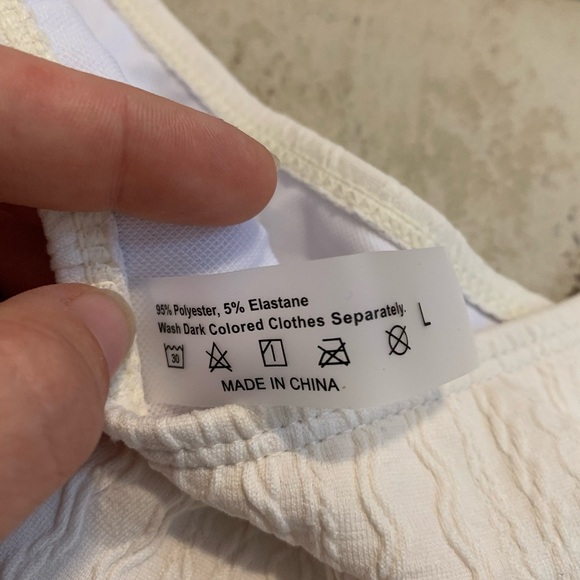 95% Polyester, 5% Elastane
Wash Dark Colored Clothes Separately.
L
30
MADE IN CHINA